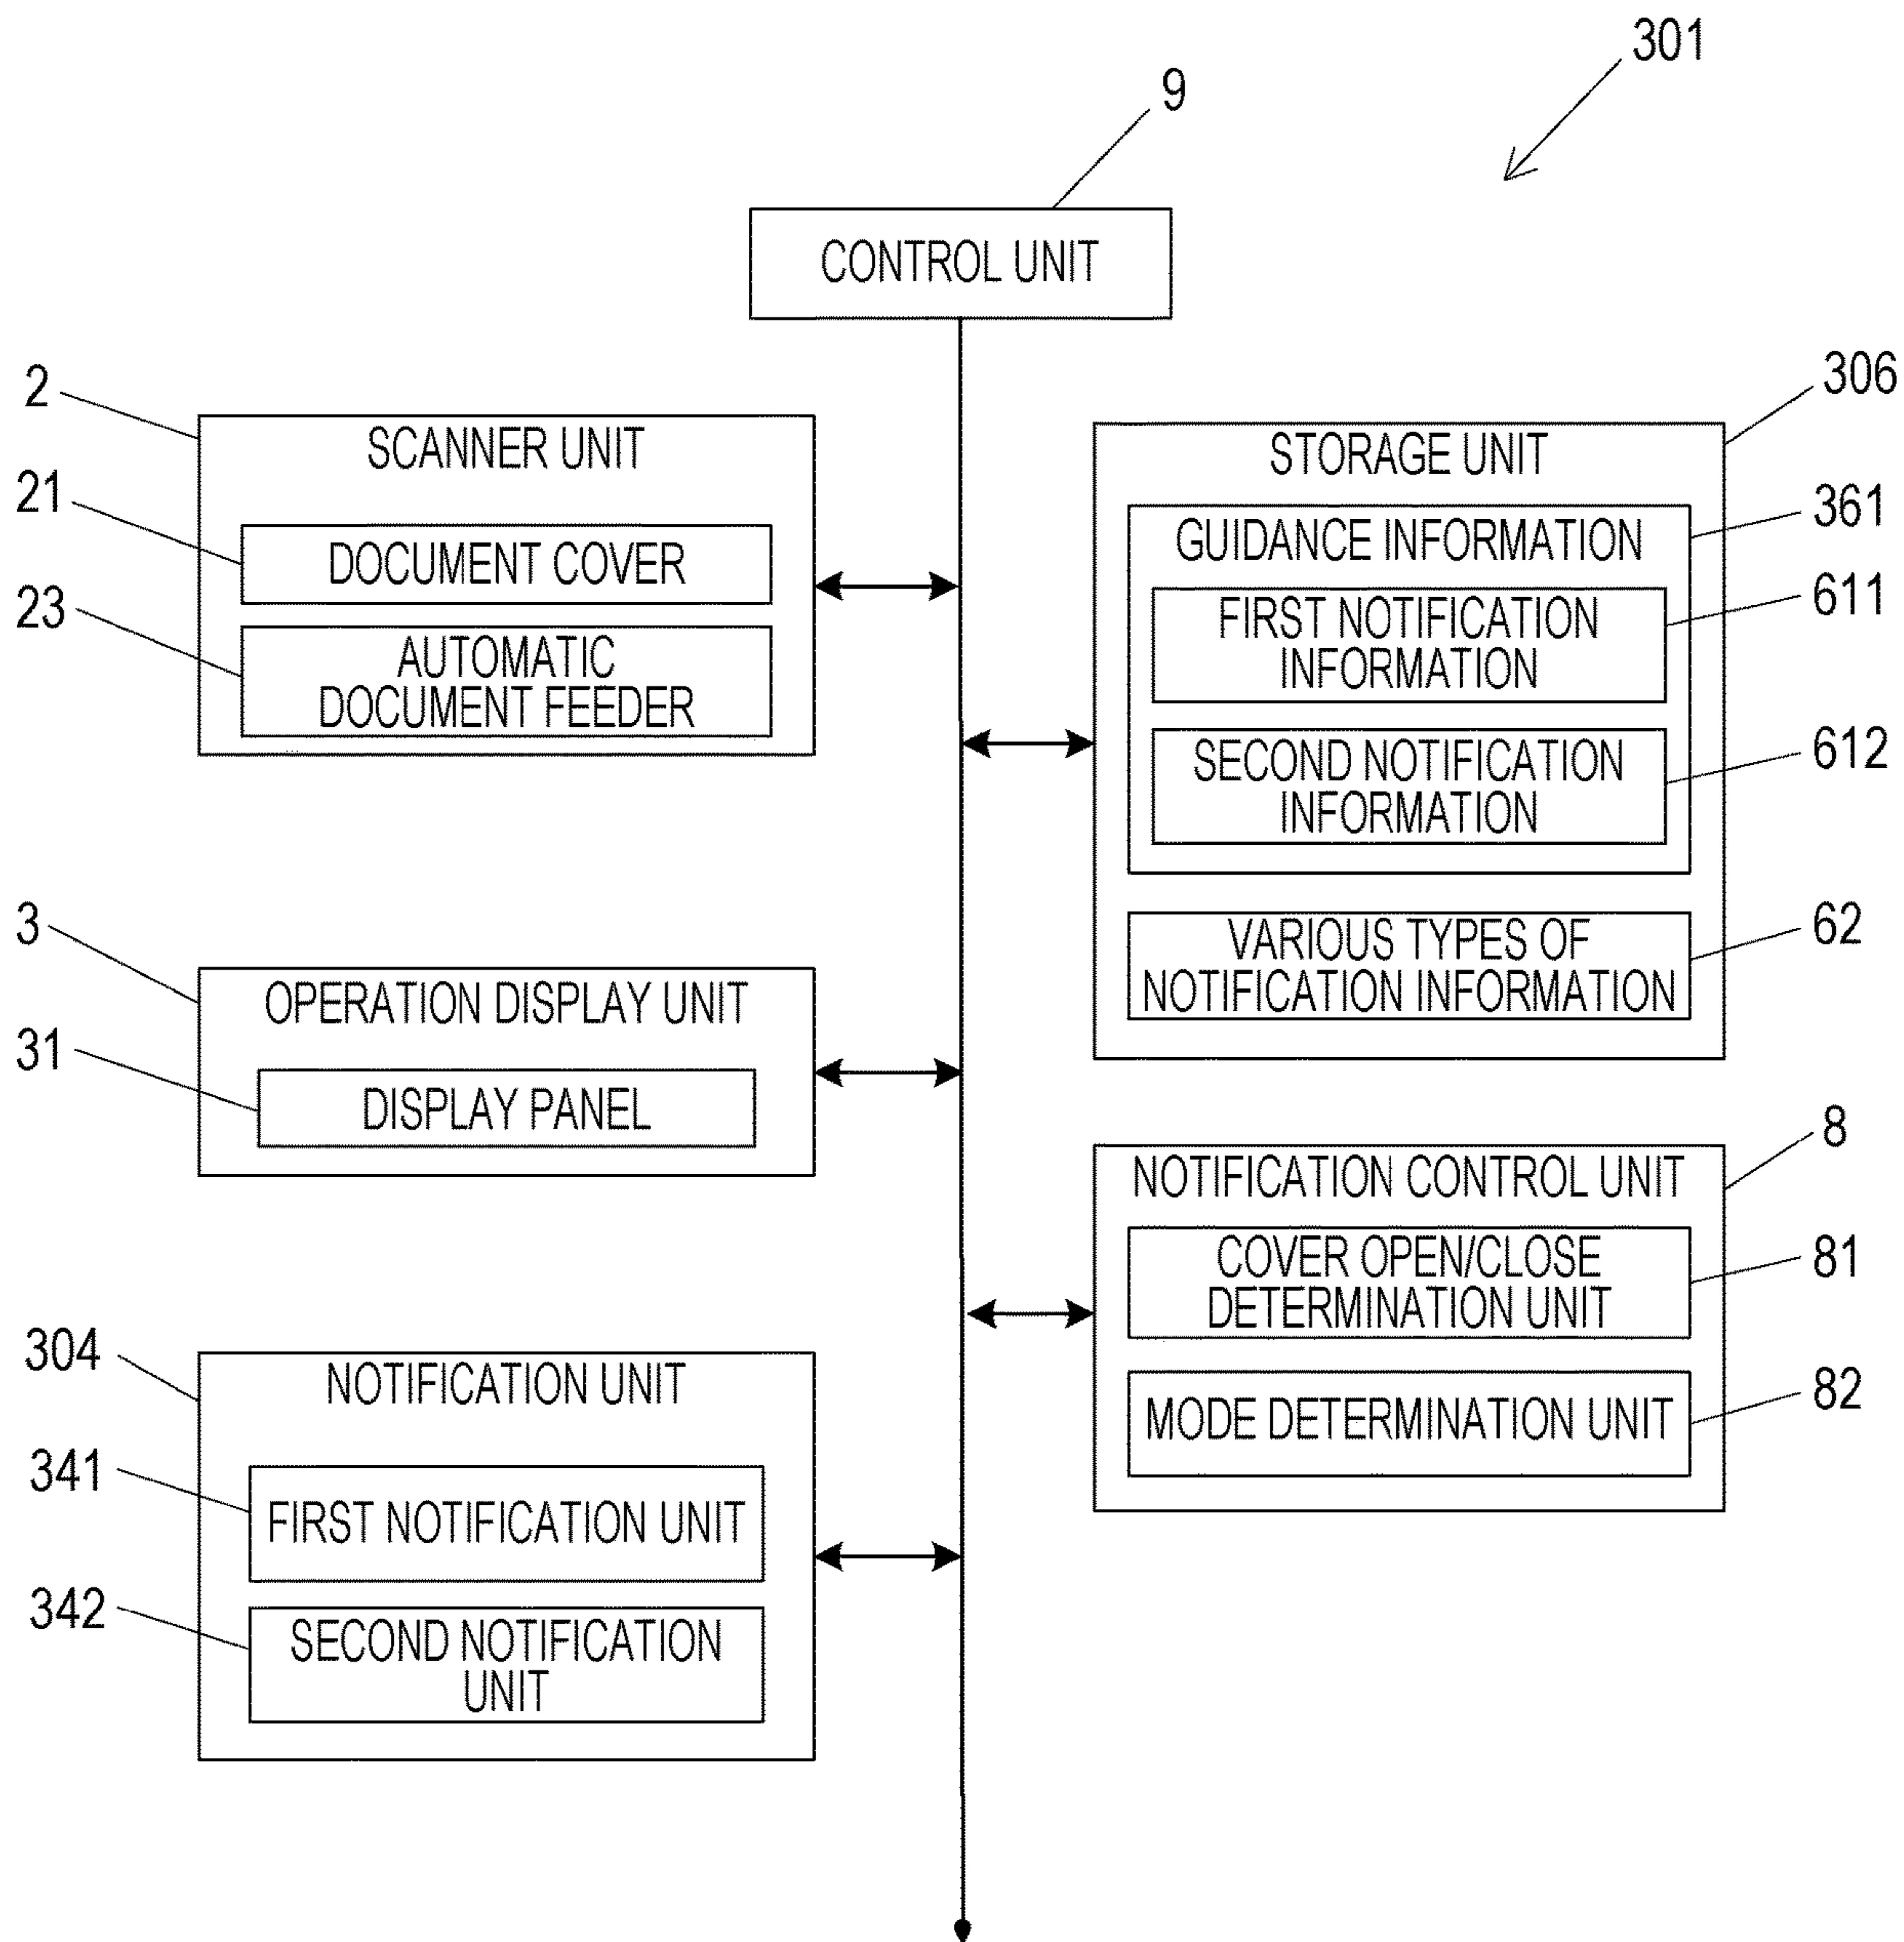 301
9
CONTROL UNIT
2
SCANNER UNIT
21
DOCUMENT COVER
23
AUTOMATIC
DOCUMENT FEEDER
306
STORAGE UNIT
361
GUIDANCE INFORMATION
611
FIRST NOTIFICATION
INFORMATION
612
SECOND NOTIFICATION
INFORMATION
62
VARIOUS TYPES OF
NOTIFICATION INFORMATION
3
OPERATION DISPLAY UNIT
31
DISPLAY PANEL
8
NOTIFICATION CONTROL UNIT
81
COVER OPEN/CLOSE
DETERMINATION UNIT
82
MODE DETERMINATION UNIT
304
NOTIFICATION UNIT
341
FIRST NOTIFICATION UNIT
342
SECOND NOTIFICATION
UNIT